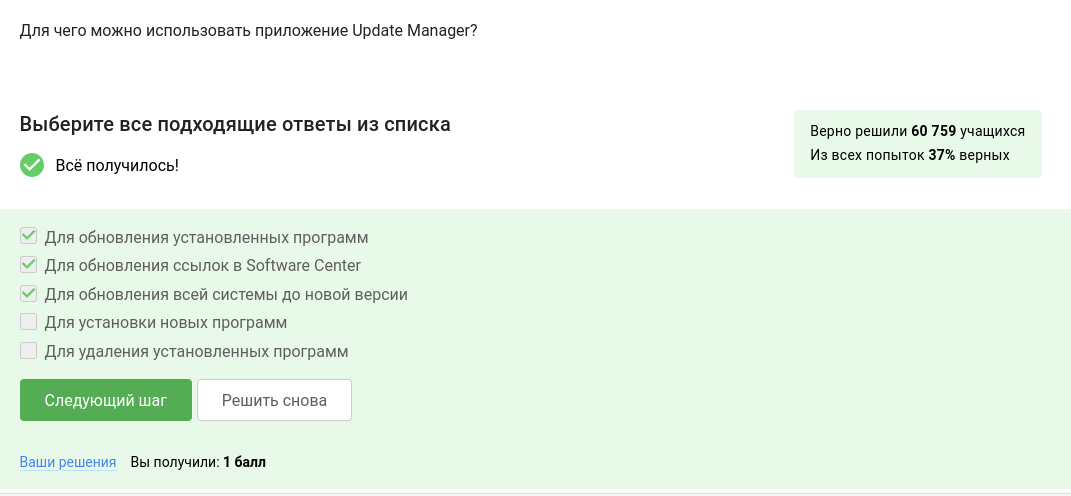 Для чего можно использовать приложение Update Manager?
Выберите все подходящие ответы из списка
Всё получилось!
Верно решили 60 759 учащихся
Из всех попыток 37% верных
Для обновления установленных программ
Для обновления ссылок в Software Center
Для обновления всей системы до новой версии
Для установки новых программ
Для удаления установленных программ
Следующий шаг
Решить снова
Ваши решения Вы получили: 1 балл